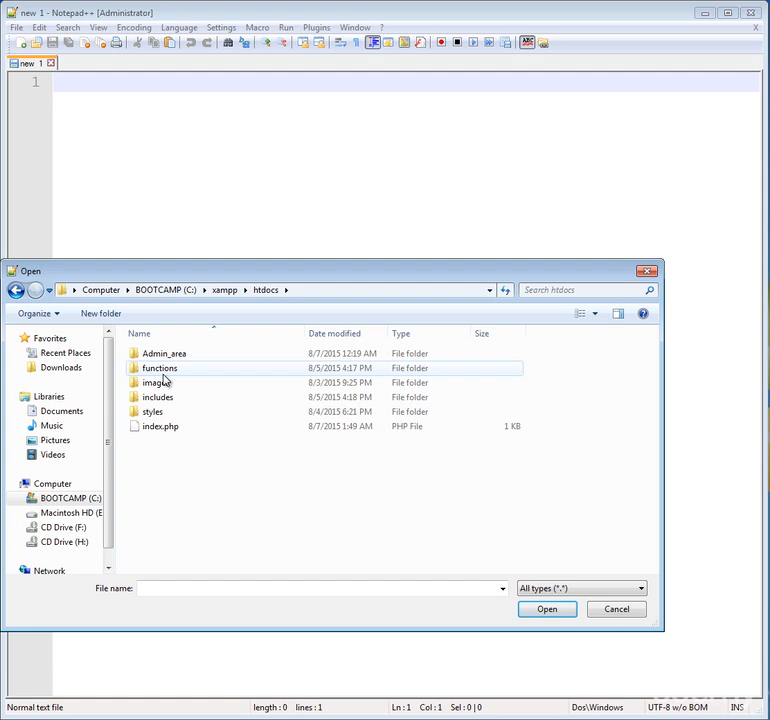 new 1 - Notepad++ [Administrator]
File Edit Search View Encoding Language Settings Macro Run Plugins Window ? X
new 1
1
Open
Computer BOOTCAMP (C:) xampp htdocs Search htdocs
Organize New folder
Name Date modified Type Size
Favorites
Recent Places
Downloads
Libraries
Documents
Music
Pictures
Videos
Computer
BOOTCAMP (C:)
Macintosh HD (E
CD Drive (F:)
CD Drive (H:)
Network
Admin_area 8/7/2015 12:19 AM File folder
functions 8/5/2015 4:17 PM File folder
images 8/3/2015 9:25 PM File folder
includes 8/5/2015 4:18 PM File folder
styles 8/4/2015 6:21 PM File folder
index.php 8/7/2015 1:49 AM PHP File 1 KB
File name: All types (*.*)
Open Cancel
Normal text file length : 0 lines : 1 Ln : 1 Col : 1 Sel : 0 | 0 Dos\Windows UTF-8 w/o BOM INS